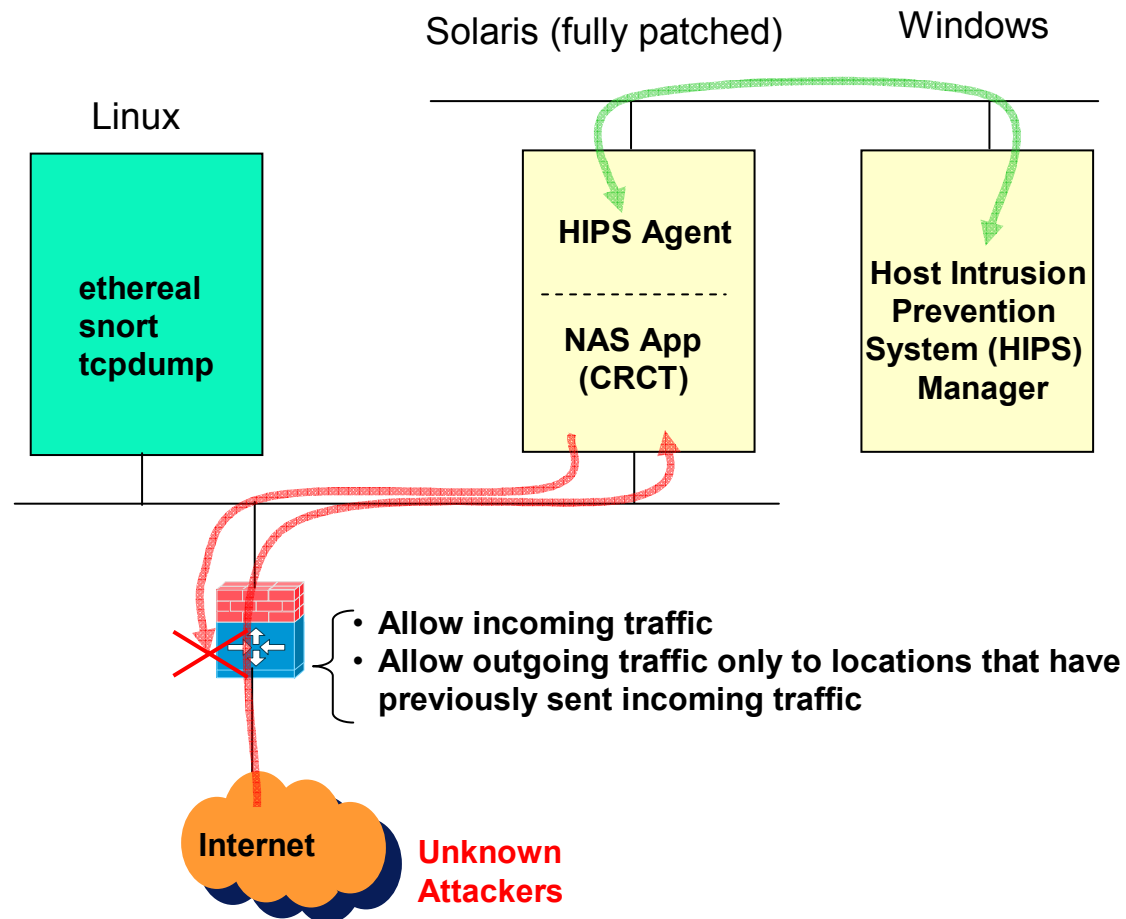 Solaris (fully patched)
Windows
Linux
ethereal
snort
tcpdump
HIPS Agent
NAS App
(CRCT)
Host Intrusion
Prevention
System (HIPS)
Manager
• Allow incoming traffic
• Allow outgoing traffic only to locations that have
previously sent incoming traffic
Internet
Unknown
Attackers